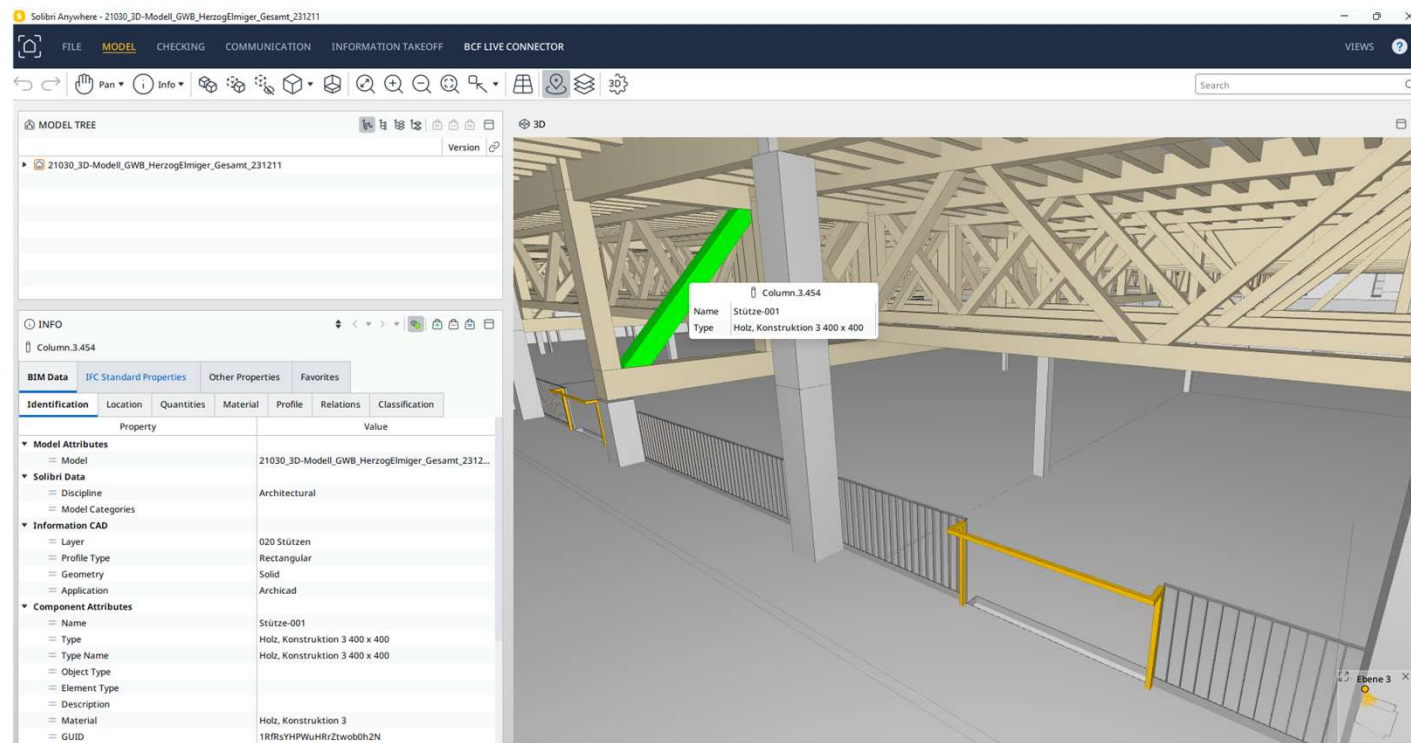 Solibri Anywhere - 21030_3D-Modell_GWB_HerzogElmiger_Gesamt_231211
FILE MODEL CHECKING COMMUNICATION INFORMATION TAKEOFF BCF LIVE CONNECTOR VIEWS ?
Pan Info 3D Search
MODEL TREE
Version
21030_3D-Modell_GWB_HerzogElmiger_Gesamt_231211
INFO
Column.3.454
BIM Data IFC Standard Properties Other Properties Favorites
Identification Location Quantities Material Profile Relations Classification
Property Value
Model Attributes
Model 21030_3D-Modell_GWB_HerzogElmiger_Gesamt_2312...
Solibri Data
Discipline Architectural
Model Categories
Information CAD
Layer 020 Stützen
Profile Type Rectangular
Geometry Solid
Application Archicad
Component Attributes
Name Stütze-001
Type Holz, Konstruktion 3 400 x 400
Type Name Holz, Konstruktion 3 400 x 400
Object Type
Element Type
Description
Material Holz, Konstruktion 3
GUID 1RfRsYHPWuHRrZtwob0h2N
3D
Column.3.454
Name Stütze-001
Type Holz, Konstruktion 3 400 x 400
Ebene 3